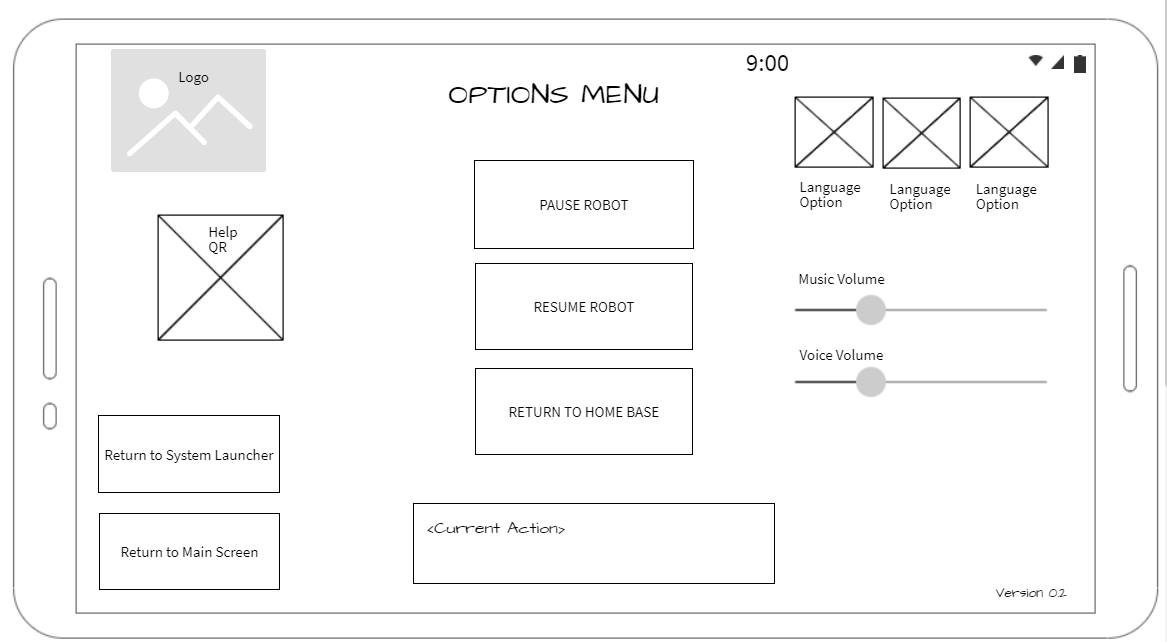 Logo
9:00
OPTIONS MENU
Language
Option
Language
Option
Language
Option
PAUSE ROBOT
Help
QR
RESUME ROBOT
Music Volume
Voice Volume
RETURN TO HOME BASE
Return to System Launcher
<Current Action>
Return to Main Screen
Version 0.2